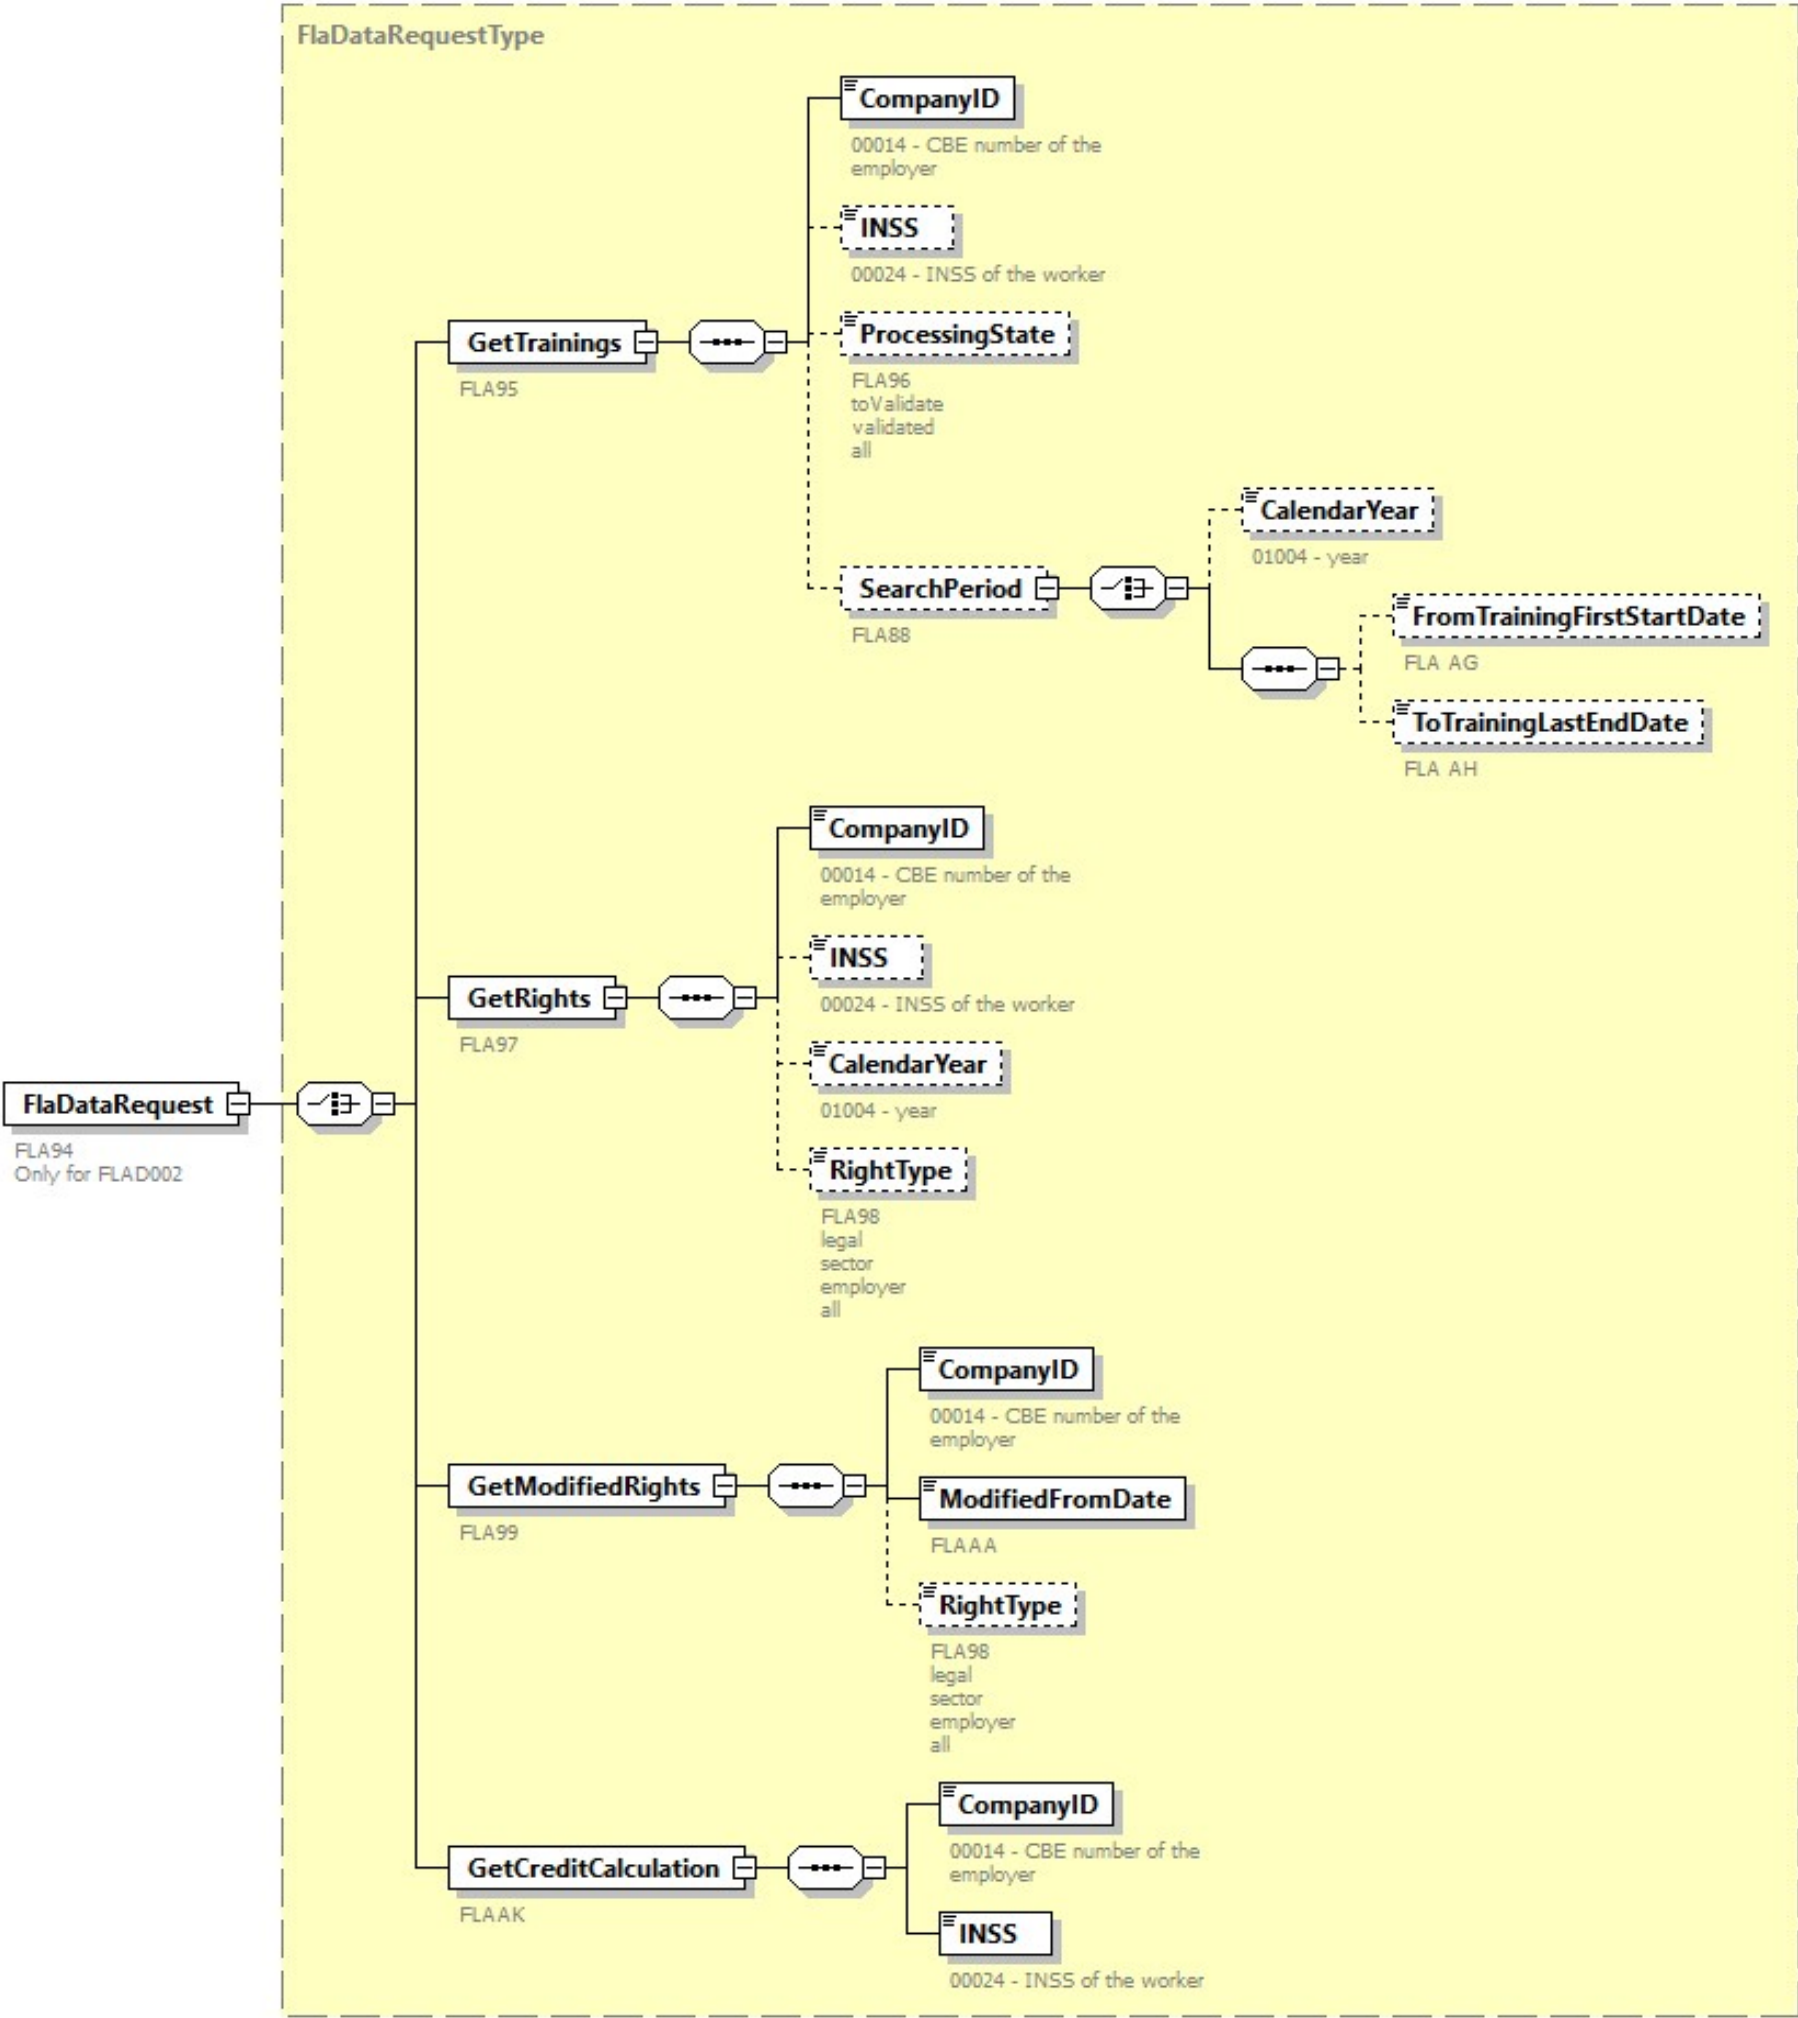 FlaDataRequestType
CompanyID
00014 - CBE number of the
employer
INSS
00024 - INSS of the worker
GetTrainings
FLA95
ProcessingState
FLA96
toValidate
validated
all
CalendarYear
01004 - year
SearchPeriod
FLA88
FromTrainingFirstStartDate
FLA AG
ToTrainingLastEndDate
FLA AH
CompanyID
00014 - CBE number of the
employer
INSS
00024 - INSS of the worker
GetRights
FLA97
CalendarYear
01004 - year
FlaDataRequest
FLA94
Only for FLAD002
RightType
FLA98
legal
sector
employer
all
CompanyID
00014 - CBE number of the
employer
GetModifiedRights
FLA99
ModifiedFromDate
FLAAA
RightType
FLA98
legal
sector
employer
all
CompanyID
00014 - CBE number of the
employer
GetCreditCalculation
FLAAK
INSS
00024 - INSS of the worker